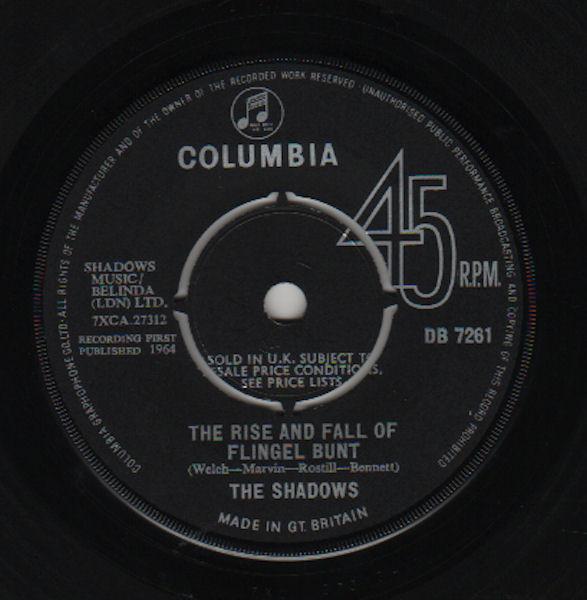 COLUMBIA GRAPHOPHONE CO. LTD · ALL RIGHTS OF THE MANUFACTURER AND OF THE OWNER OF THE RECORDED WORK RESERVED. UNAUTHORISED PUBLIC PERFORMANCE BROADCASTING AND COPYING OF THIS RECORD PROHIBITED
COLUMBIA
45
R.P.M.
SHADOWS
MUSIC/
BELINDA
(LDN) LTD.
7XCA.27312
RECORDING FIRST
PUBLISHED 1964
DB 7261
SOLD IN U.K. SUBJECT
PRICE CONDITIONS,
SEE PRICE LISTS
THE RISE AND FALL OF
FLINGEL BUNT
(Welch—Marvin—Rostill—Bennett)
THE SHADOWS
MADE IN GT. BRITAIN